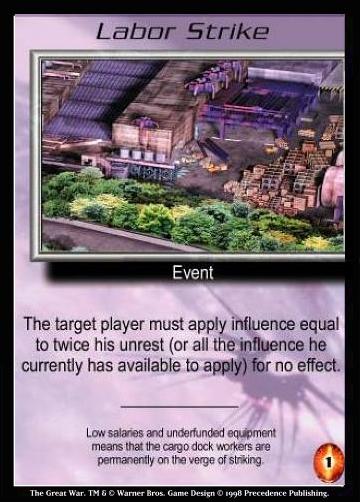 Labor Strike
Event
The target player must apply influence equal
to twice his unrest (or all the influence he
currently has available to apply) for no effect.
Low salaries and underfunded equipment
means that the cargo dock workers are
permanently on the verge of striking.
1
The Great War. TM & © Warner Bros. Game Design © 1998 Precedence Publishing.